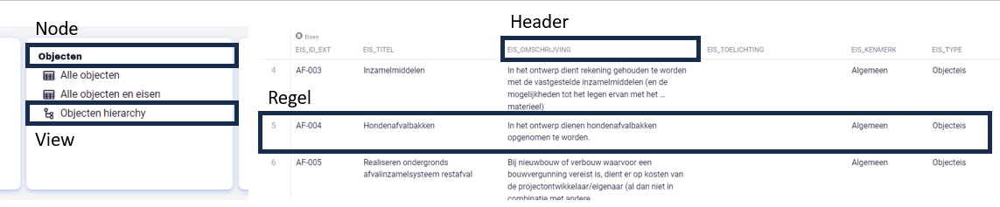 Node
Objecten
Alle objecten
Alle objecten en eisen
Objecten hierarchy
View
Header
Eisen
EIS_ID_EXT EIS_TITEL EIS_OMSCHRIJVING EIS_TOELICHTING EIS_KENMERK EIS_TYPE
4 AF-003 Inzamelmiddelen In het ontwerp dient rekening gehouden te worden Algemeen Objecteis
met de vastgestelde inzamelmiddelen (en de
mogelijkheden tot het legen ervan met het ...
materieel)
Regel
5 AF-004 Hondenafvalbakken In het ontwerp dienen hondenafvalbakken Algemeen Objecteis
opgenomen te worden.
6 AF-005 Realiseren ondergronds Bij nieuwbouw of verbouw waarvoor een Algemeen Objecteis
afvalinzamelsysteem restafval bouwvergunning vereist is, dient er op kosten van
de projectontwikkelaar/eigenaar (al dan niet in
combinatie met andere